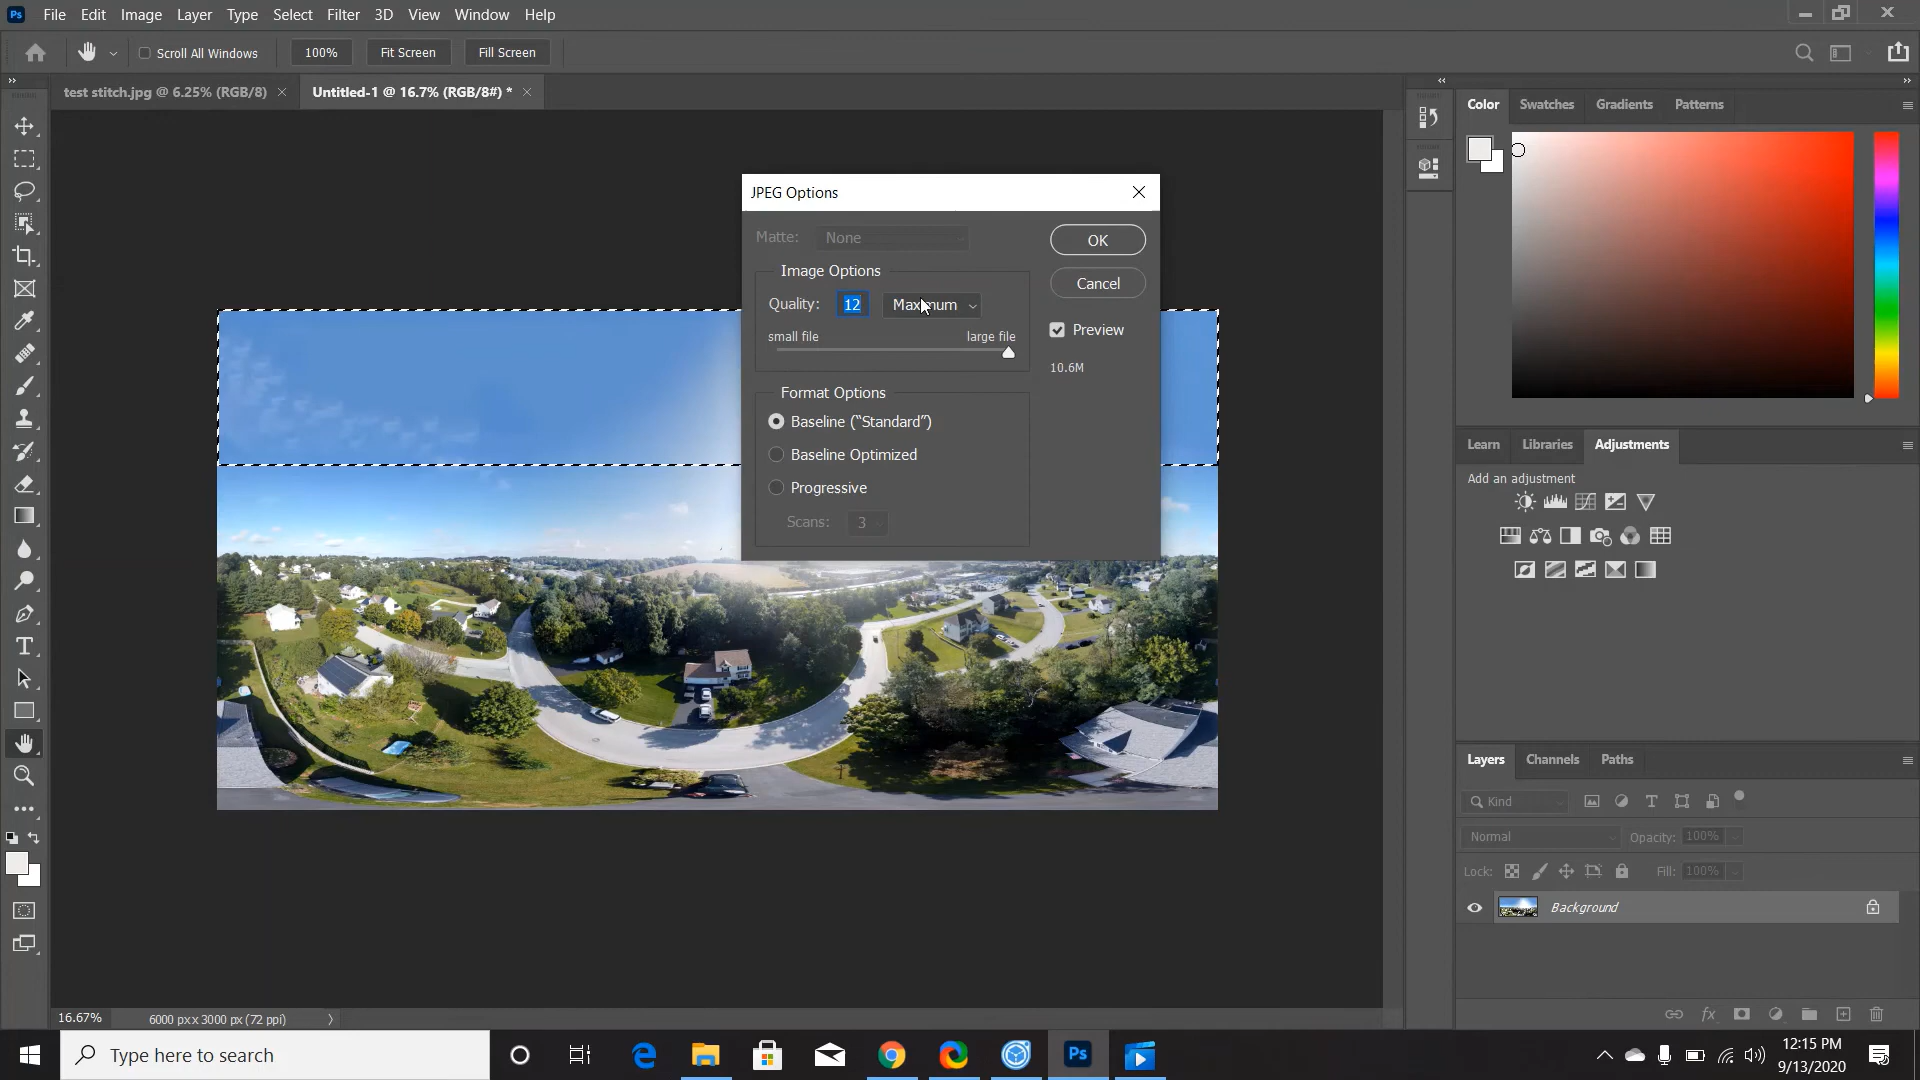 Ps File Edit Image Layer Type Select Filter 3D View Window Help
Scroll All Windows 100% Fit Screen Fill Screen
test stitch.jpg @ 6.25% (RGB/8) Untitled-1 @ 16.7% (RGB/8#) *
Color Swatches Gradients Patterns
JPEG Options
Matte: None
OK
Image Options
Cancel
Quality: 12 Maximum
Preview
small file large file
10.6M
Format Options
Baseline (“Standard”)
Baseline Optimized
Progressive
Scans: 3
Learn Libraries Adjustments
Add an adjustment
Layers Channels Paths
Kind
Normal Opacity: 100%
Lock: Fill: 100%
Background
16.67% 6000 px x 3000 px (72 ppi)
Type here to search
Ps
12:15 PM
9/13/2020